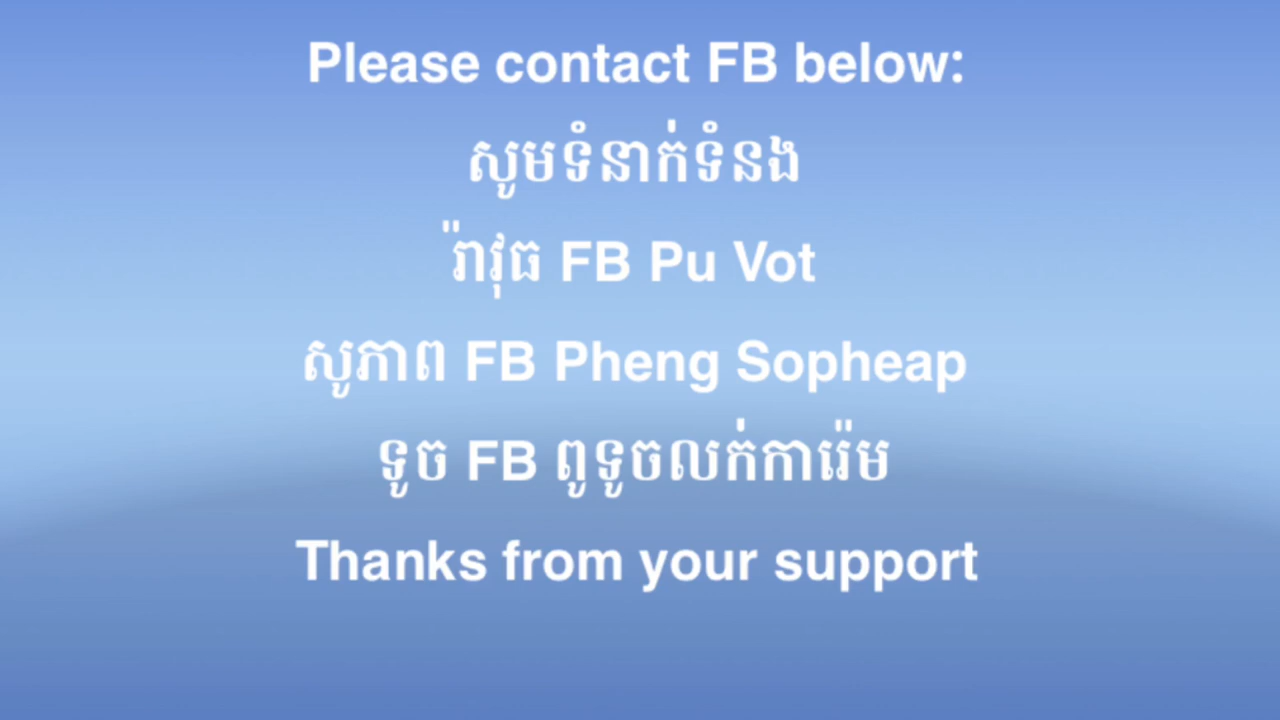 Please contact FB below:
សូមទំនាក់ទំនង
រ៉ាវុធ FB Pu Vot
សូភាព FB Pheng Sopheap
ទូច FB ពូទូចលក់ការ៉េម
Thanks from your support